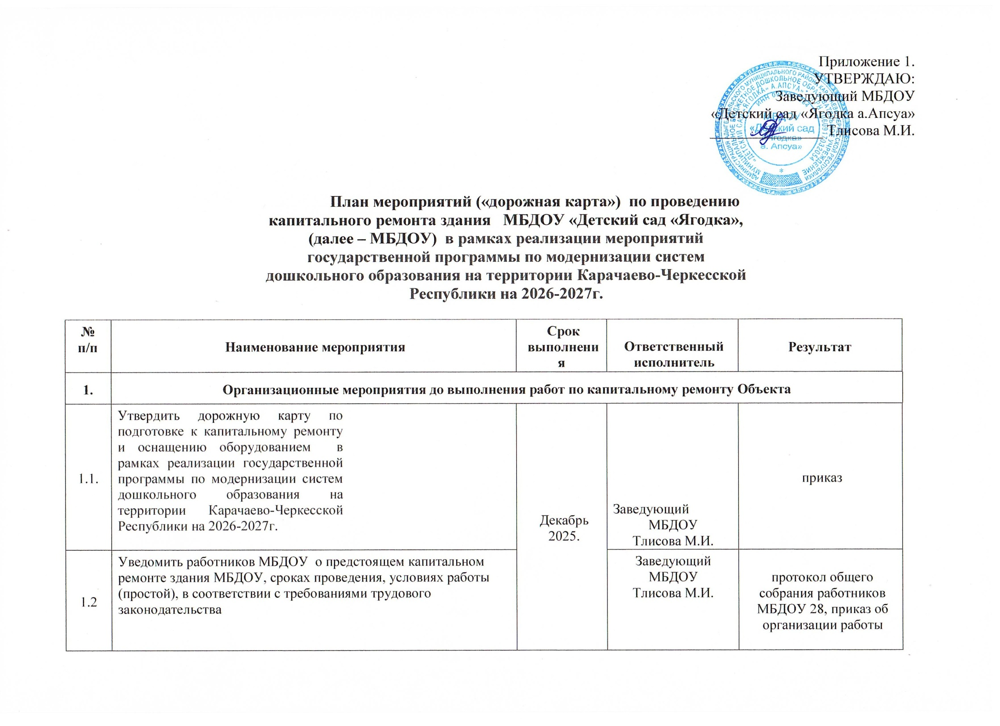 Приложение 1.
УТВЕРЖДАЮ:
Заведующий МБДОУ
«Детский сад «Ягодка а.Апсуа»
Тлисова М.И.
МБДОУ
«Детский сад
«Ягодка»
а. Апсуа»
План мероприятий («дорожная карта») по проведению
капитального ремонта здания МБДОУ «Детский сад «Ягодка»,
(далее – МБДОУ) в рамках реализации мероприятий
государственной программы по модернизации систем
дошкольного образования на территории Карачаево-Черкесской
Республики на 2026-2027г.
№
п/п
Наименование мероприятия
Срок
выполнени
я
Ответственный
исполнитель
Результат
1.
Организационные мероприятия до выполнения работ по капитальному ремонту Объекта
1.1.
Утвердить дорожную карту по
подготовке к капитальному ремонту
и оснащению оборудованием в
рамках реализации государственной
программы по модернизации систем
дошкольного образования на
территории Карачаево-Черкесской
Республики на 2026-2027г.
Декабрь
2025.
Заведующий
МБДОУ
Тлисова М.И.
приказ
1.2
Уведомить работников МБДОУ о предстоящем капитальном
ремонте здания МБДОУ, сроках проведения, условиях работы
(простой), в соответствии с требованиями трудового
законодательства
Заведующий
МБДОУ
Тлисова М.И.
протокол общего
собрания работников
МБДОУ 28, приказ об
организации работы